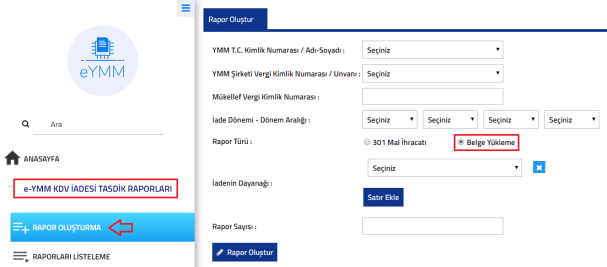 eYMM
Ara
ANASAYFA
e-YMM KDV İADESİ TASDİK RAPORLARI
RAPOR OLUŞTURMA
RAPORLARI LİSTELEME
Rapor Oluştur
YMM T.C. Kimlik Numarası / Adı-Soyadı : Seçiniz
YMM Şirketi Vergi Kimlik Numarası / Unvanı : Seçiniz
Mükellef Vergi Kimlik Numarası :
İade Dönemi - Dönem Aralığı : Seçiniz Seçiniz Seçiniz Seçiniz
Rapor Türü : 301 Mal İhracatı Belge Yükleme
Seçiniz
İadenin Dayanağı :
Satır Ekle
Rapor Sayısı :
Rapor Oluştur